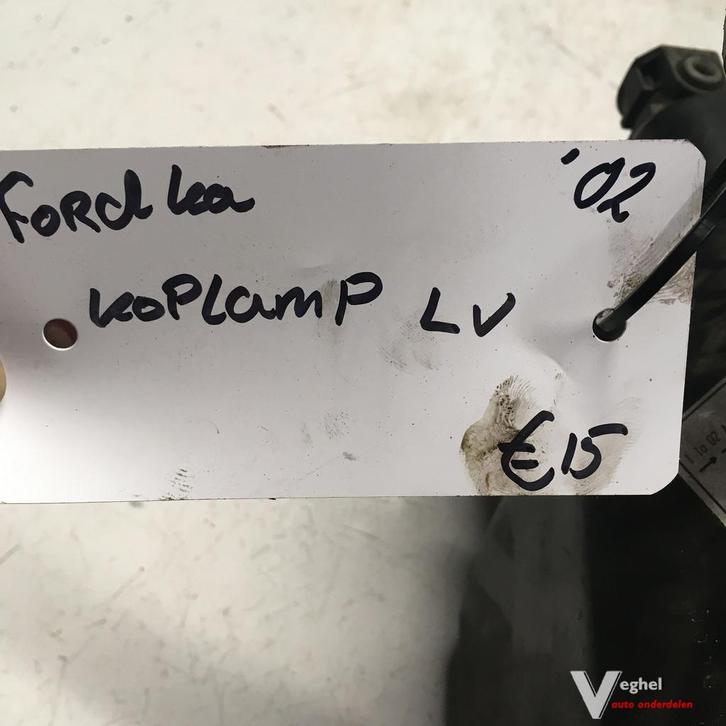 Ford ka '02
koplamp LV
€15
Veghel
auto onderdelen